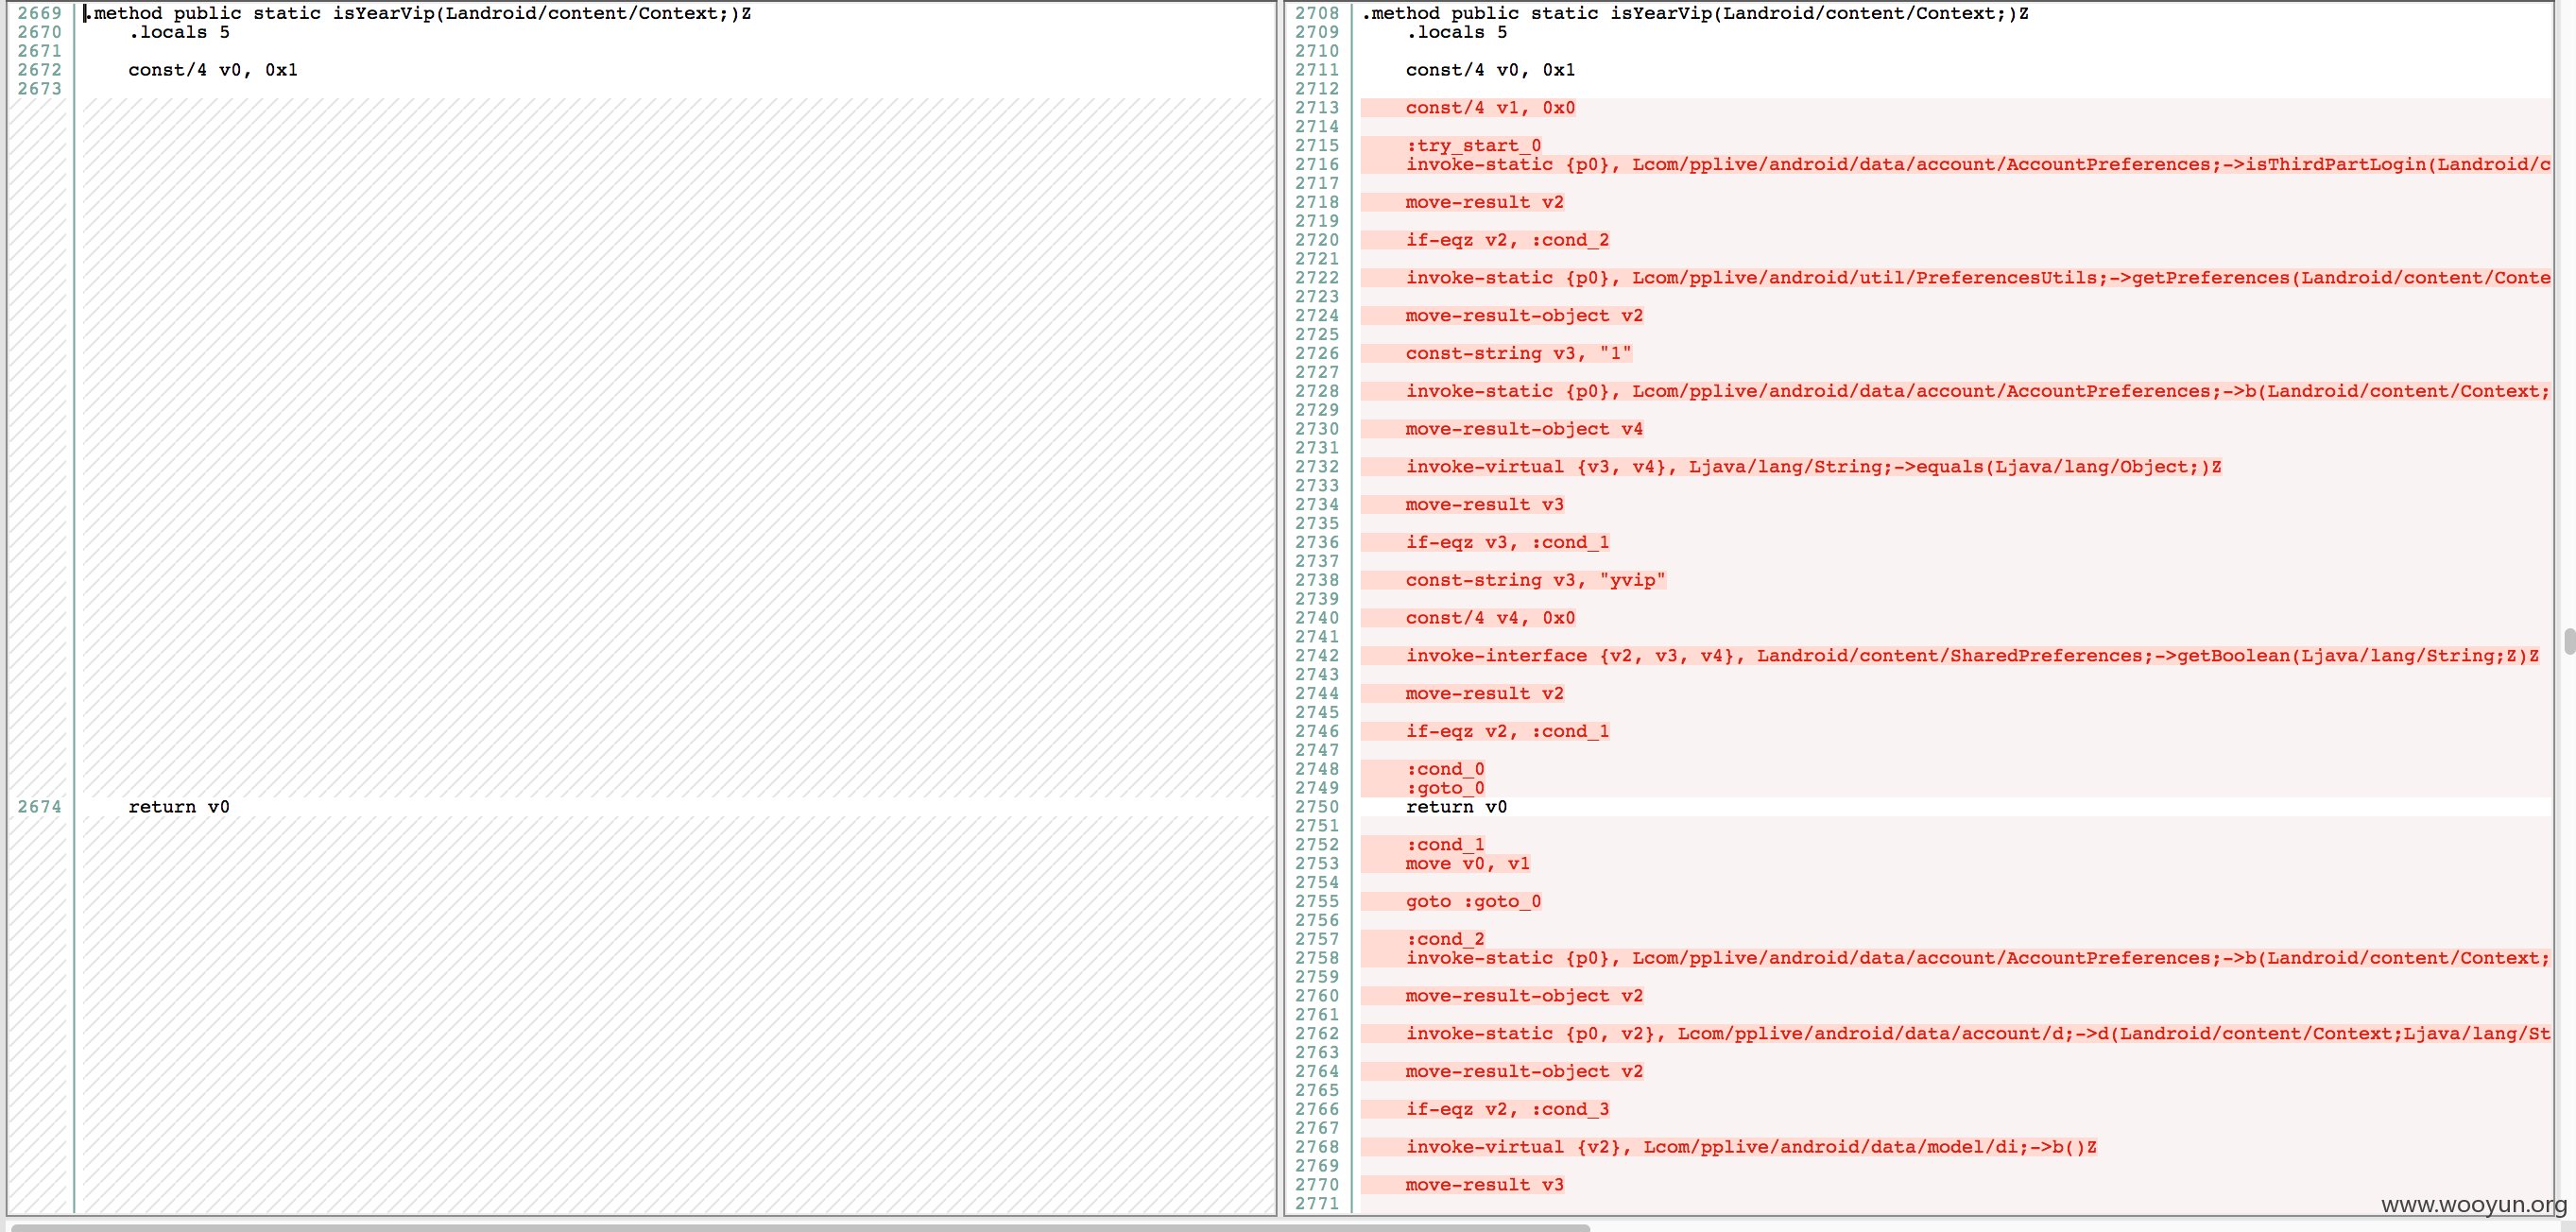 2669 .method public static isYearVip(Landroid/content/Context;)Z
2670 .locals 5
2671
2672 const/4 v0, 0x1
2673
2674 return v0
2708 .method public static isYearVip(Landroid/content/Context;)Z
2709 .locals 5
2710
2711 const/4 v0, 0x1
2712
2713 const/4 v1, 0x0
2714
2715 :try_start_0
2716 invoke-static {p0}, Lcom/pplive/android/data/account/AccountPreferences;->isThirdPartLogin(Landroid/c
2717
2718 move-result v2
2719
2720 if-eqz v2, :cond_2
2721
2722 invoke-static {p0}, Lcom/pplive/android/util/PreferencesUtils;->getPreferences(Landroid/content/Conte
2723
2724 move-result-object v2
2725
2726 const-string v3, "1"
2727
2728 invoke-static {p0}, Lcom/pplive/android/data/account/AccountPreferences;->b(Landroid/content/Context;
2729
2730 move-result-object v4
2731
2732 invoke-virtual {v3, v4}, Ljava/lang/String;->equals(Ljava/lang/Object;)Z
2733
2734 move-result v3
2735
2736 if-eqz v3, :cond_1
2737
2738 const-string v3, "yvip"
2739
2740 const/4 v4, 0x0
2741
2742 invoke-interface {v2, v3, v4}, Landroid/content/SharedPreferences;->getBoolean(Ljava/lang/String;Z)Z
2743
2744 move-result v2
2745
2746 if-eqz v2, :cond_1
2747
2748 :cond_0
2749 :goto_0
2750 return v0
2751
2752 :cond_1
2753 move v0, v1
2754
2755 goto :goto_0
2756
2757 :cond_2
2758 invoke-static {p0}, Lcom/pplive/android/data/account/AccountPreferences;->b(Landroid/content/Context;
2759
2760 move-result-object v2
2761
2762 invoke-static {p0, v2}, Lcom/pplive/android/data/account/d;->d(Landroid/content/Context;Ljava/lang/St
2763
2764 move-result-object v2
2765
2766 if-eqz v2, :cond_3
2767
2768 invoke-virtual {v2}, Lcom/pplive/android/data/model/di;->b()Z
2769
2770 move-result v3
2771
www.wooyun.org